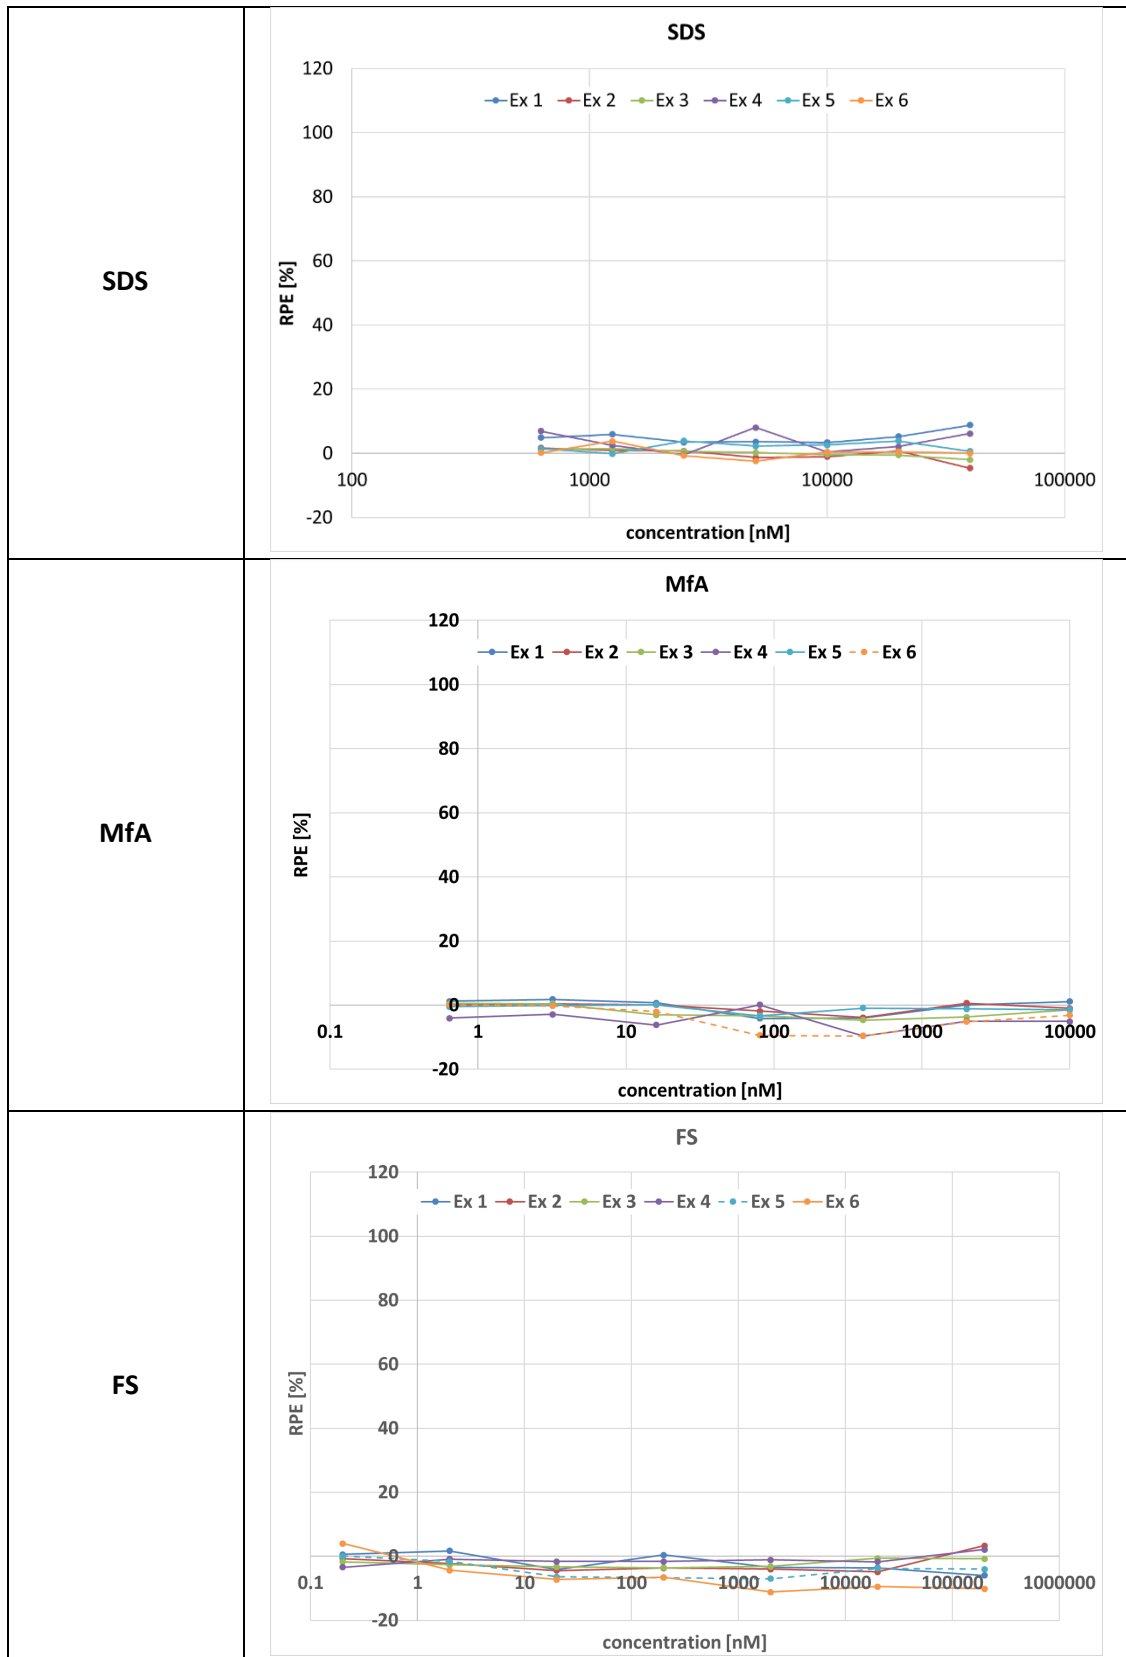 SDS
SDS
120
Ex 1 Ex 2 Ex 3 Ex 4 Ex 5 Ex 6
100
80
60
40
20
0
-20
RPE [%]
100 1000 10000 100000
concentration [nM]
MfA
MfA
120
Ex 1 Ex 2 Ex 3 Ex 4 Ex 5 Ex 6
100
80
60
40
20
0
-20
RPE [%]
0.1 1 10 100 1000 10000
concentration [nM]
FS
FS
120
Ex 1 Ex 2 Ex 3 Ex 4 Ex 5 Ex 6
100
80
60
40
20
0
-20
RPE [%]
0.1 1 10 100 1000 10000 100000 1000000
concentration [nM]